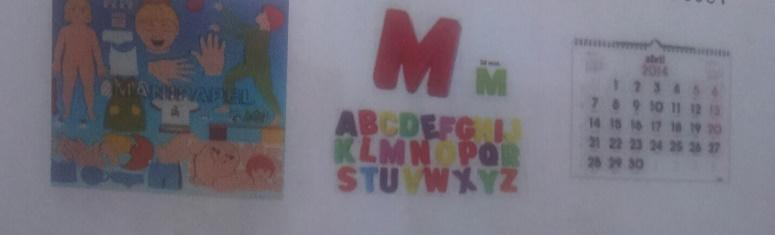 M
M
ABCDEFGHIJ
KLMNOPQR
STUVWXYZ
abril
2014
1 2 3 4 5 6
7 8 9 10 11 12 13
14 15 16 17 18 19 20
21 22 23 24 25 26 27
28 29 30